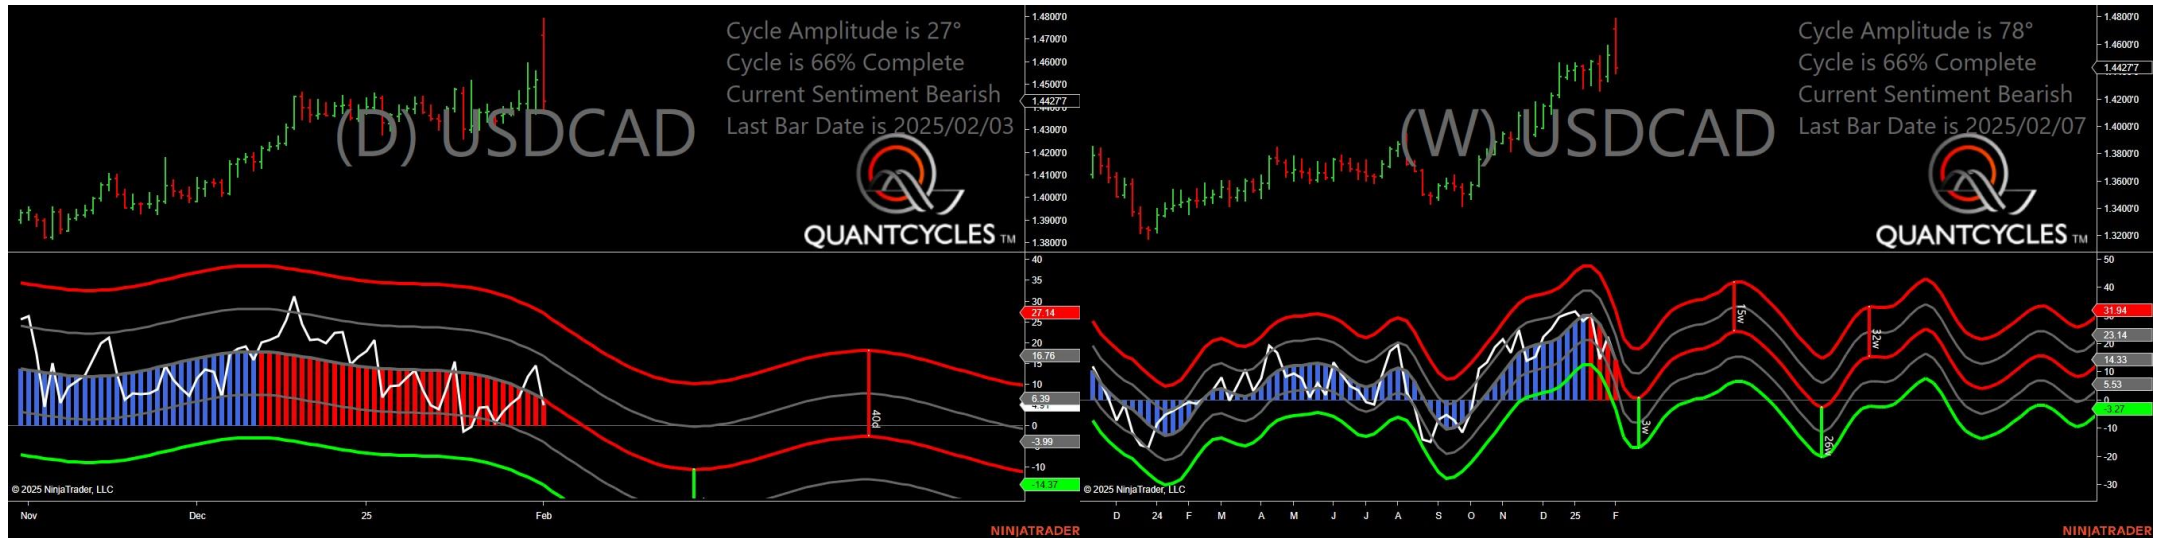 Cycle Amplitude is 27°
Cycle is 66% Complete
Current Sentiment Bearish
Last Bar Date is 2025/02/03
(D) USDCAD
QUANTCYCLES TM
1.4800'0
1.4700'0
1.4600'0
1.4500'0
1.4427'7
1.4300'0
1.4200'0
1.4100'0
1.4000'0
1.3900'0
1.3800'0
40
35
30
27.14
25
20
16.76
15
10
6.39
0
-3.99
-10
-14.37
40d
© 2025 NinjaTrader, LLC
Nov Dec 25 Feb
NINJATRADER
Cycle Amplitude is 78°
Cycle is 66% Complete
Current Sentiment Bearish
Last Bar Date is 2025/02/07
(W) USDCAD
QUANTCYCLES TM
1.4800'0
1.4600'0
1.4427'7
1.4200'0
1.4000'0
1.3800'0
1.3600'0
1.3400'0
1.3200'0
50
40
31.94
23.14
20
14.33
10
5.53
0
-3.27
-10
-20
-30
3w
15w
26w
32w
© 2025 NinjaTrader, LLC
D 24 F M A M J J A S O N D 25 F
NINJATRADER